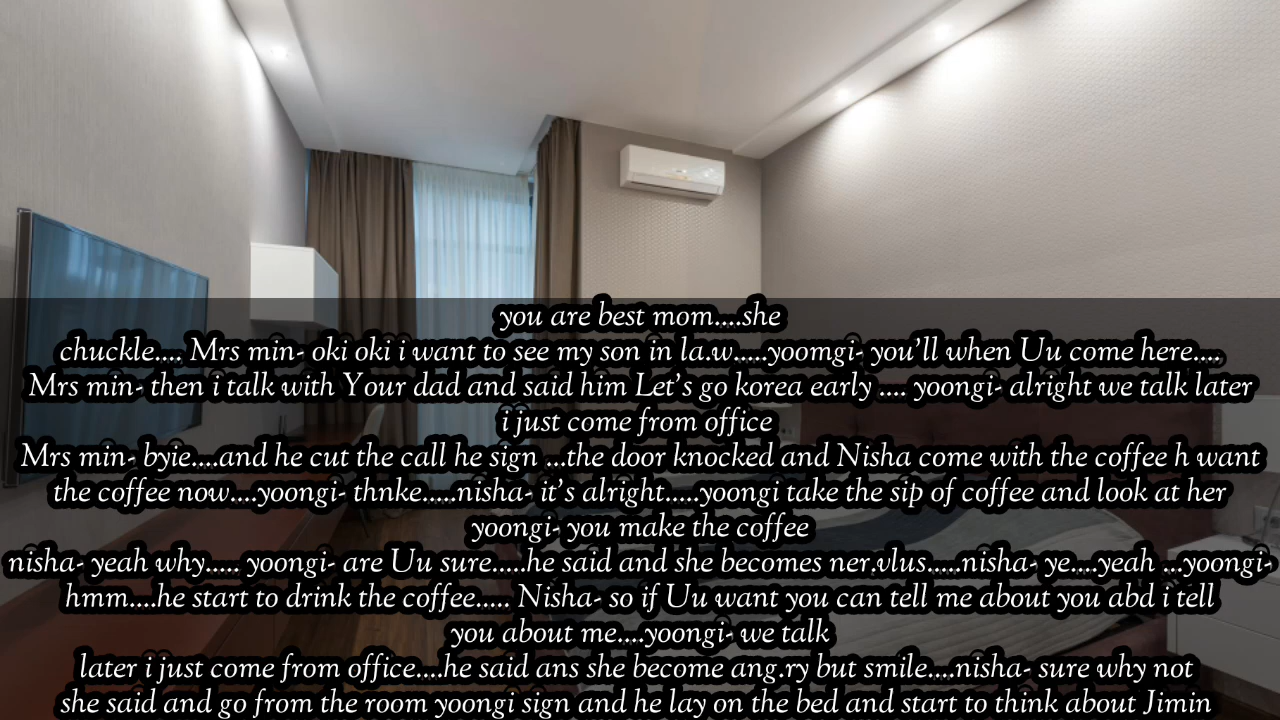 you are best mom....she
chuckle.... Mrs min- oki oki i want to see my son in la.w.....yoomgi- you'll when Uu come here....
Mrs min- then i talk with Your dad and said him Let's go korea early .... yoongi- alright we talk later
i just come from office
Mrs min- byie....and he cut the call he sign ...the door knocked and Nisha come with the coffee h want
the coffee now....yoongi- thnke.....nisha- it's alright.....yoongi take the sip of coffee and look at her
yoongi- you make the coffee
nisha- yeah why..... yoongi- are Uu sure.....he said and she becomes ner.vlus.....nisha- ye....yeah ...yoongi-
hmm....he start to drink the coffee..... Nisha- so if Uu want you can tell me about you abd i tell
you about me....yoongi- we talk
later i just come from office....he said ans she become ang.ry but smile....nisha- sure why not
she said and go from the room yoongi sign and he lay on the bed and start to think about Jimin